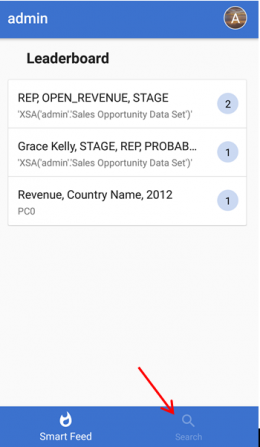 admin
A
Leaderboard
REP, OPEN_REVENUE, STAGE
2
'XSA('admin'.'Sales Opportunity Data Set')'
Grace Kelly, STAGE, REP, PROBAB...
1
'XSA('admin'.'Sales Opportunity Data Set')'
Revenue, Country Name, 2012
1
PC0
Smart Feed
Search